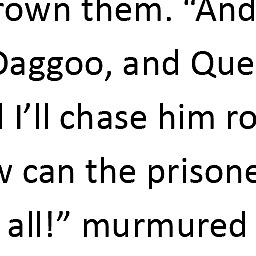 rown them. “And
Daggoo, and Que
I’ll chase him ro
w can the prisone
all!” murmured